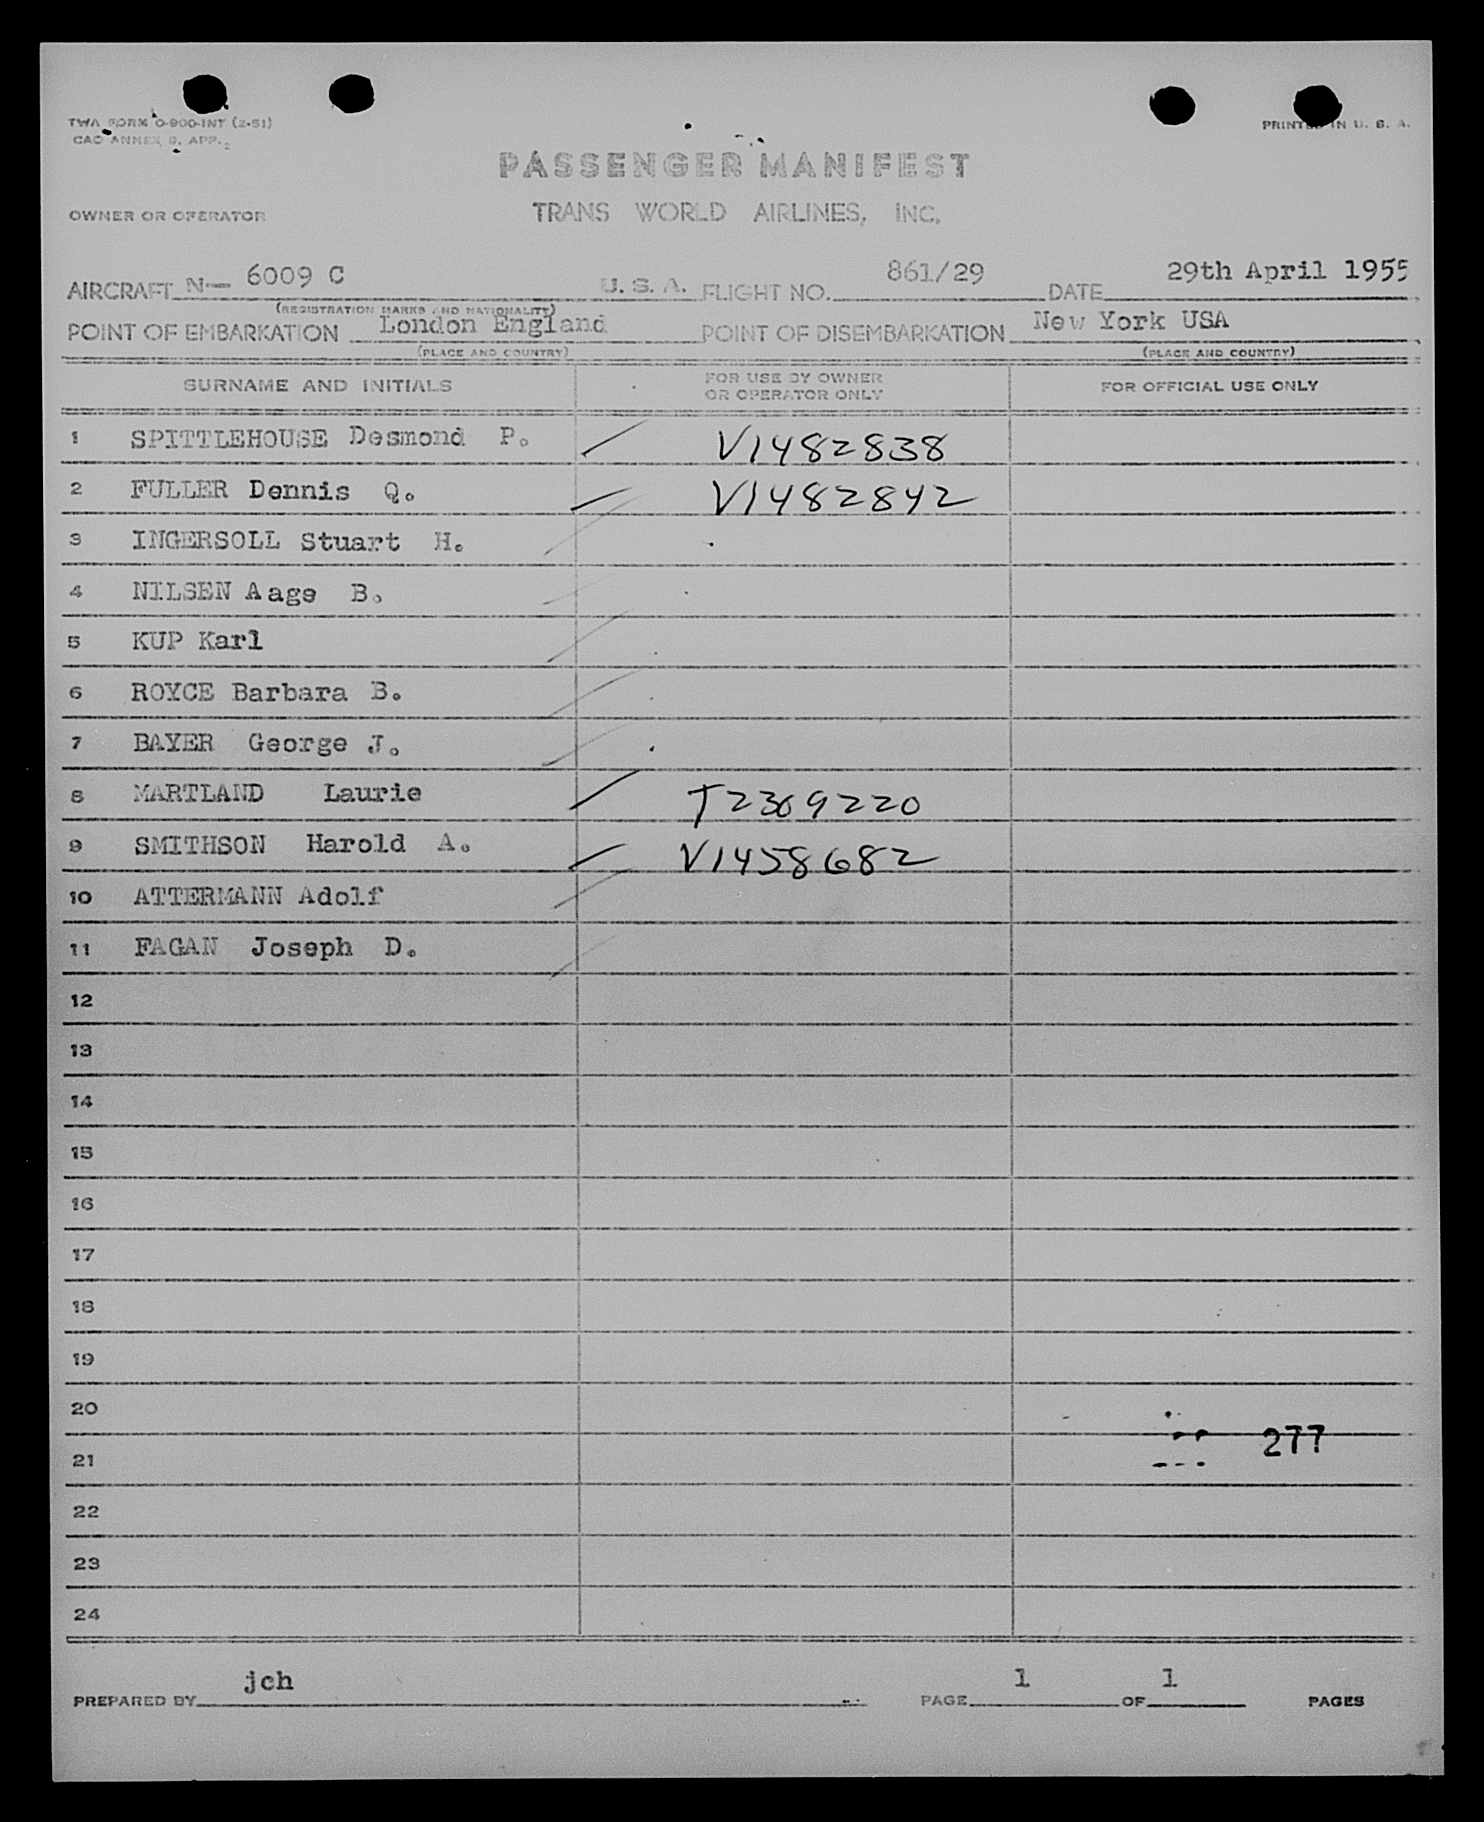 TWA FORM O-900-INT (2-51)
PRINTED IN U. S. A.
CAO ANNEX 9, APP. 2
PASSENGER MANIFEST
OWNER OR OPERATOR TRANS WORLD AIRLINES, INC.
AIRCRAFT N— 6009 C U. S. A. FLIGHT NO. 861/29 DATE 29th April 1955
(REGISTRATION MARKS AND NATIONALITY)
POINT OF EMBARKATION London England POINT OF DISEMBARKATION New York USA
(PLACE AND COUNTRY) (PLACE AND COUNTRY)
SURNAME AND INITIALS FOR USE BY OWNER OR OPERATOR ONLY FOR OFFICIAL USE ONLY
1 SPITTLEHOUSE Desmond P. V1482838
2 FULLER Dennis Q. V1482842
3 INGERSOLL Stuart H.
4 NILSEN Aage B.
5 KUP Karl
6 ROYCE Barbara B.
7 BAYER George J.
8 MARTLAND Laurie T2309220
9 SMITHSON Harold A. V1458682
10 ATTERMANN Adolf
11 FAGAN Joseph D.
12
13
14
15
16
17
18
19
20
277
21
22
23
24
PREPARED BY jch PAGE 1 OF 1 PAGES